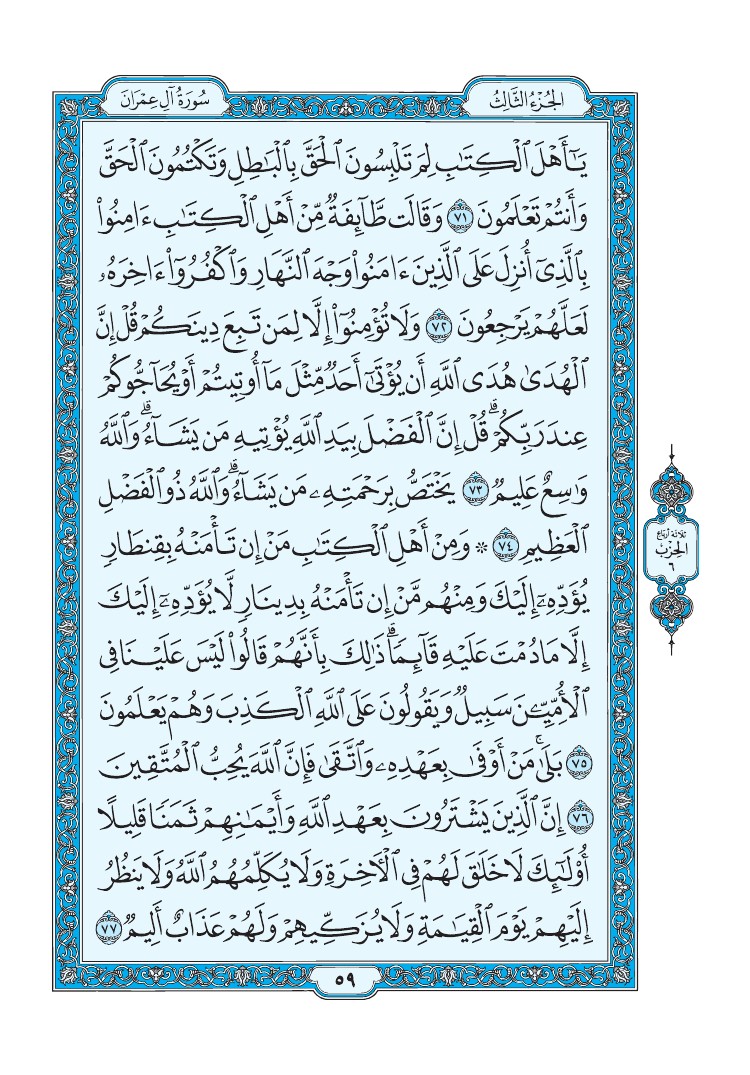 سُورَةُ آلِ عِمْرَانَ
الجُزْءُ الثَّالِثُ
يَـٰٓأَهْلَ ٱلْكِتَـٰبِ لِمَ تَلْبِسُونَ ٱلْحَقَّ بِٱلْبَـٰطِلِ وَتَكْتُمُونَ ٱلْحَقَّ
وَأَنتُمْ تَعْلَمُونَ ٧١ وَقَالَت طَّآئِفَةٌ مِّنْ أَهْلِ ٱلْكِتَـٰبِ ءَامِنُوا۟
بِٱلَّذِىٓ أُنزِلَ عَلَى ٱلَّذِينَ ءَامَنُوا۟ وَجْهَ ٱلنَّهَارِ وَٱكْفُرُوٓا۟ ءَاخِرَهُۥ
لَعَلَّهُمْ يَرْجِعُونَ ٧٢ وَلَا تُؤْمِنُوٓا۟ إِلَّا لِمَن تَبِعَ دِينَكُمْ قُلْ إِنَّ
ٱلْهُدَىٰ هُدَى ٱللَّهِ أَن يُؤْتَىٰٓ أَحَدٌ مِّثْلَ مَآ أُوتِيتُمْ أَوْ يُحَآجُّوكُمْ
عِندَ رَبِّكُمْ ۗ قُلْ إِنَّ ٱلْفَضْلَ بِيَدِ ٱللَّهِ يُؤْتِيهِ مَن يَشَآءُ ۗ وَٱللَّهُ
وَٰسِعٌ عَلِيمٌ ٧٣ يَخْتَصُّ بِرَحْمَتِهِۦ مَن يَشَآءُ ۗ وَٱللَّهُ ذُو ٱلْفَضْلِ
ٱلْعَظِيمِ ٧٤ * وَمِنْ أَهْلِ ٱلْكِتَـٰبِ مَنْ إِن تَأْمَنْهُ بِقِنطَارٍ
يُؤَدِّهِۦٓ إِلَيْكَ وَمِنْهُم مَّنْ إِن تَأْمَنْهُ بِدِينَارٍ لَّا يُؤَدِّهِۦٓ إِلَيْكَ
إِلَّا مَا دُمْتَ عَلَيْهِ قَآئِمًا ۗ ذَٰلِكَ بِأَنَّهُمْ قَالُوا۟ لَيْسَ عَلَيْنَا فِى
ٱلْأُمِّيِّـۧنَ سَبِيلٌ وَيَقُولُونَ عَلَى ٱللَّهِ ٱلْكَذِبَ وَهُمْ يَعْلَمُونَ
٧٥ بَلَىٰ ۚ مَنْ أَوْفَىٰ بِعَهْدِهِۦ وَٱتَّقَىٰ فَإِنَّ ٱللَّهَ يُحِبُّ ٱلْمُتَّقِينَ
٧٦ إِنَّ ٱلَّذِينَ يَشْتَرُونَ بِعَهْدِ ٱللَّهِ وَأَيْمَـٰنِهِمْ ثَمَنًا قَلِيلًا
أُو۟لَـٰٓئِكَ لَا خَلَـٰقَ لَهُمْ فِى ٱلْـَٔاخِرَةِ وَلَا يُكَلِّمُهُمُ ٱللَّهُ وَلَا يَنظُرُ
إِلَيْهِمْ يَوْمَ ٱلْقِيَـٰمَةِ وَلَا يُزَكِّيهِمْ وَلَهُمْ عَذَابٌ أَلِيمٌ ٧٧
ثلاثة أرباع
الحزب
٦
٥٩